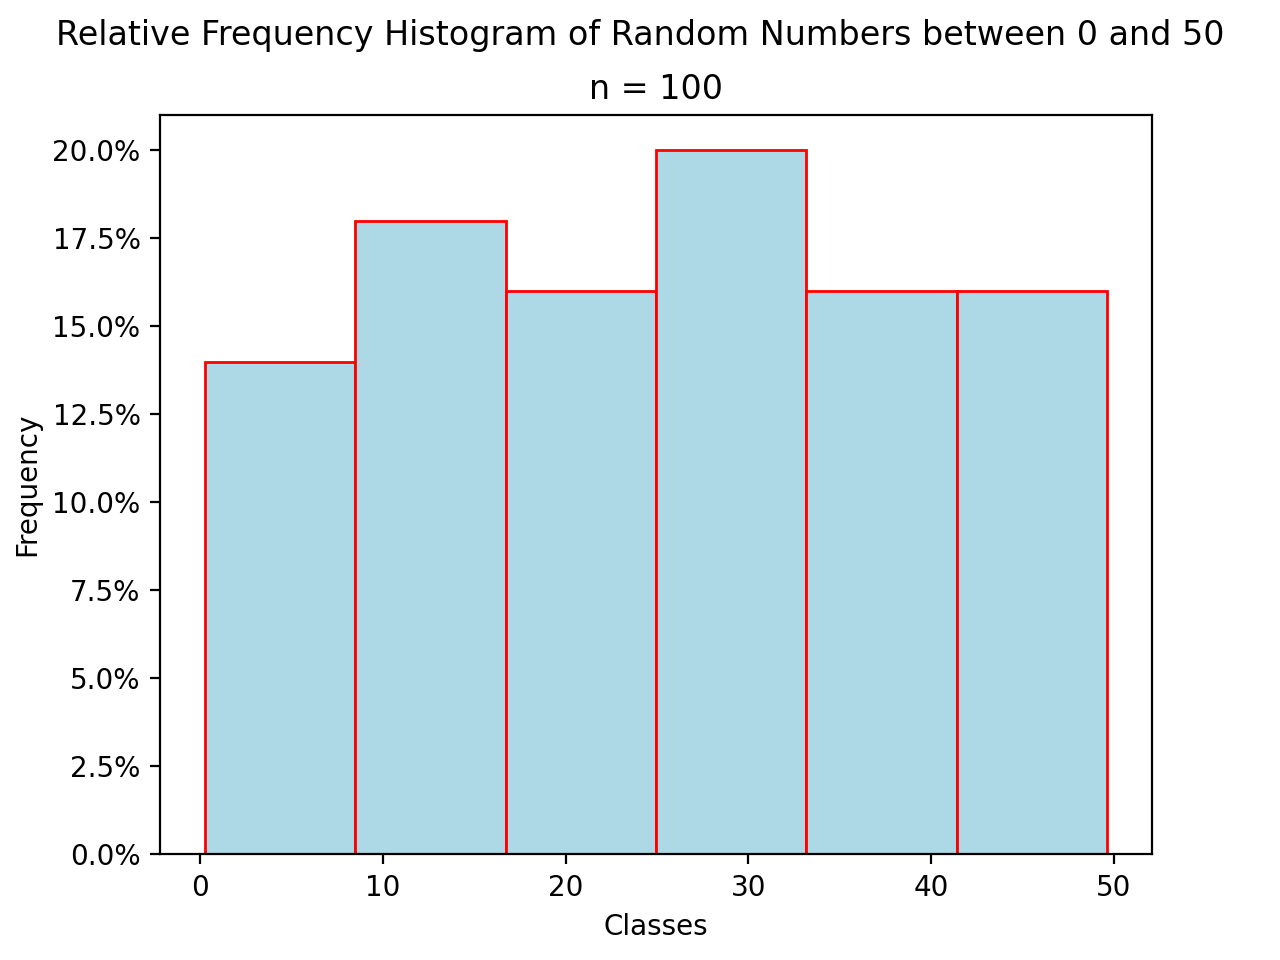 Relative Frequency Histogram of Random Numbers between 0 and 50
n = 100
20.0%
17.5%
15.0%
12.5%
10.0%
7.5%
5.0%
2.5%
0.0%
Frequency
0 10 20 30 40 50
Classes